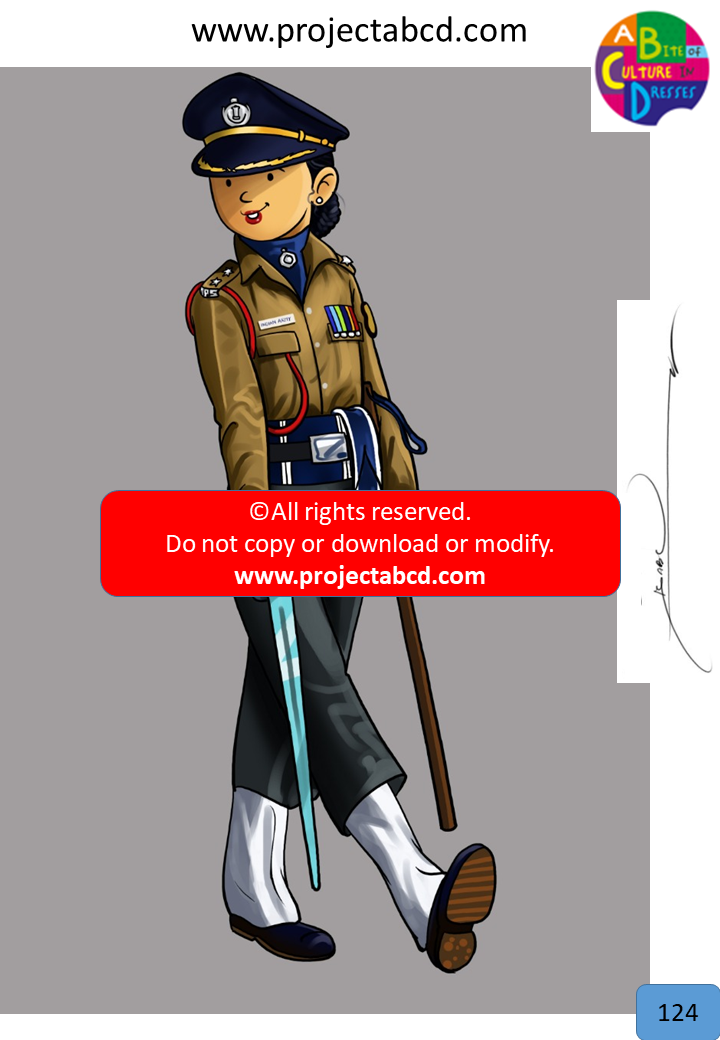 www.projectabcd.com
A BITE OF
CULTURE IN
DRESSES
IPS
©All rights reserved.
Do not copy or download or modify.
www.projectabcd.com
124